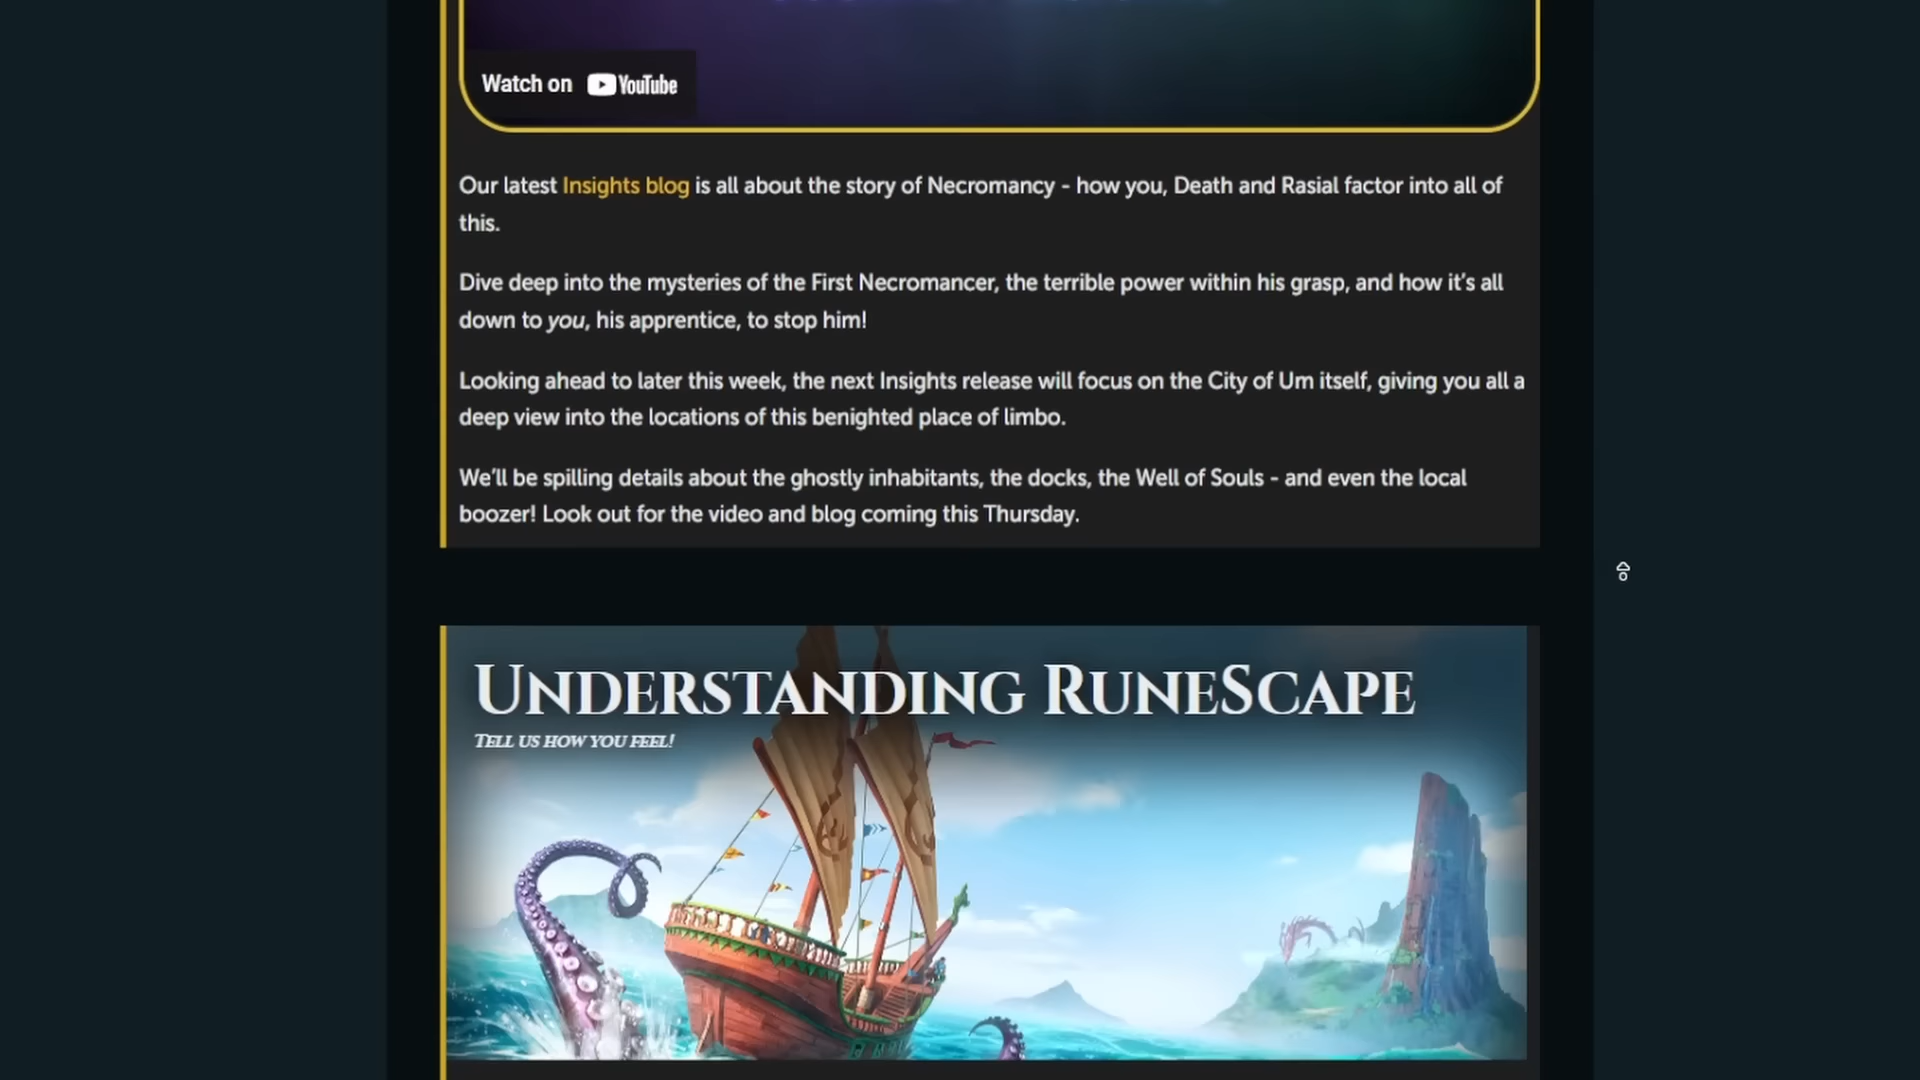 Watch on YouTube
Our latest Insights blog is all about the story of Necromancy - how you, Death and Rasial factor into all of
this.
Dive deep into the mysteries of the First Necromancer, the terrible power within his grasp, and how it’s all
down to you, his apprentice, to stop him!
Looking ahead to later this week, the next Insights release will focus on the City of Um itself, giving you all a
deep view into the locations of this benighted place of limbo.
We’ll be spilling details about the ghostly inhabitants, the docks, the Well of Souls - and even the local
boozer! Look out for the video and blog coming this Thursday.
Understanding RuneScape
Tell us how you feel!